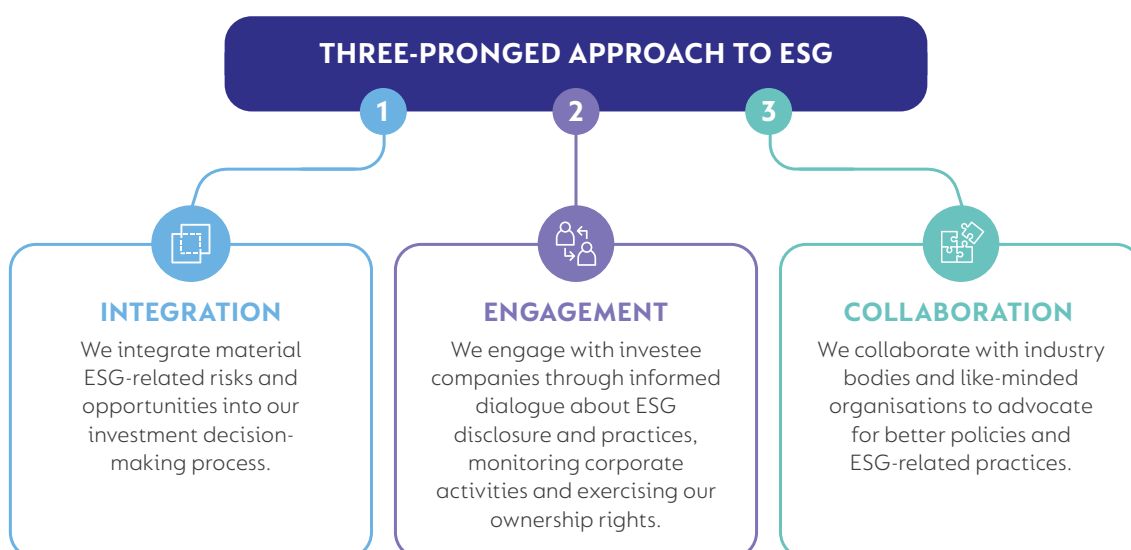 THREE-PRONGED APPROACH TO ESG
1
2
3
INTEGRATION
We integrate material
ESG-related risks and
opportunities into our
investment decision-
making process.
ENGAGEMENT
We engage with investee
companies through informed
dialogue about ESG
disclosure and practices,
monitoring corporate
activities and exercising our
ownership rights.
COLLABORATION
We collaborate with industry
bodies and like-minded
organisations to advocate
for better policies and
ESG-related practices.